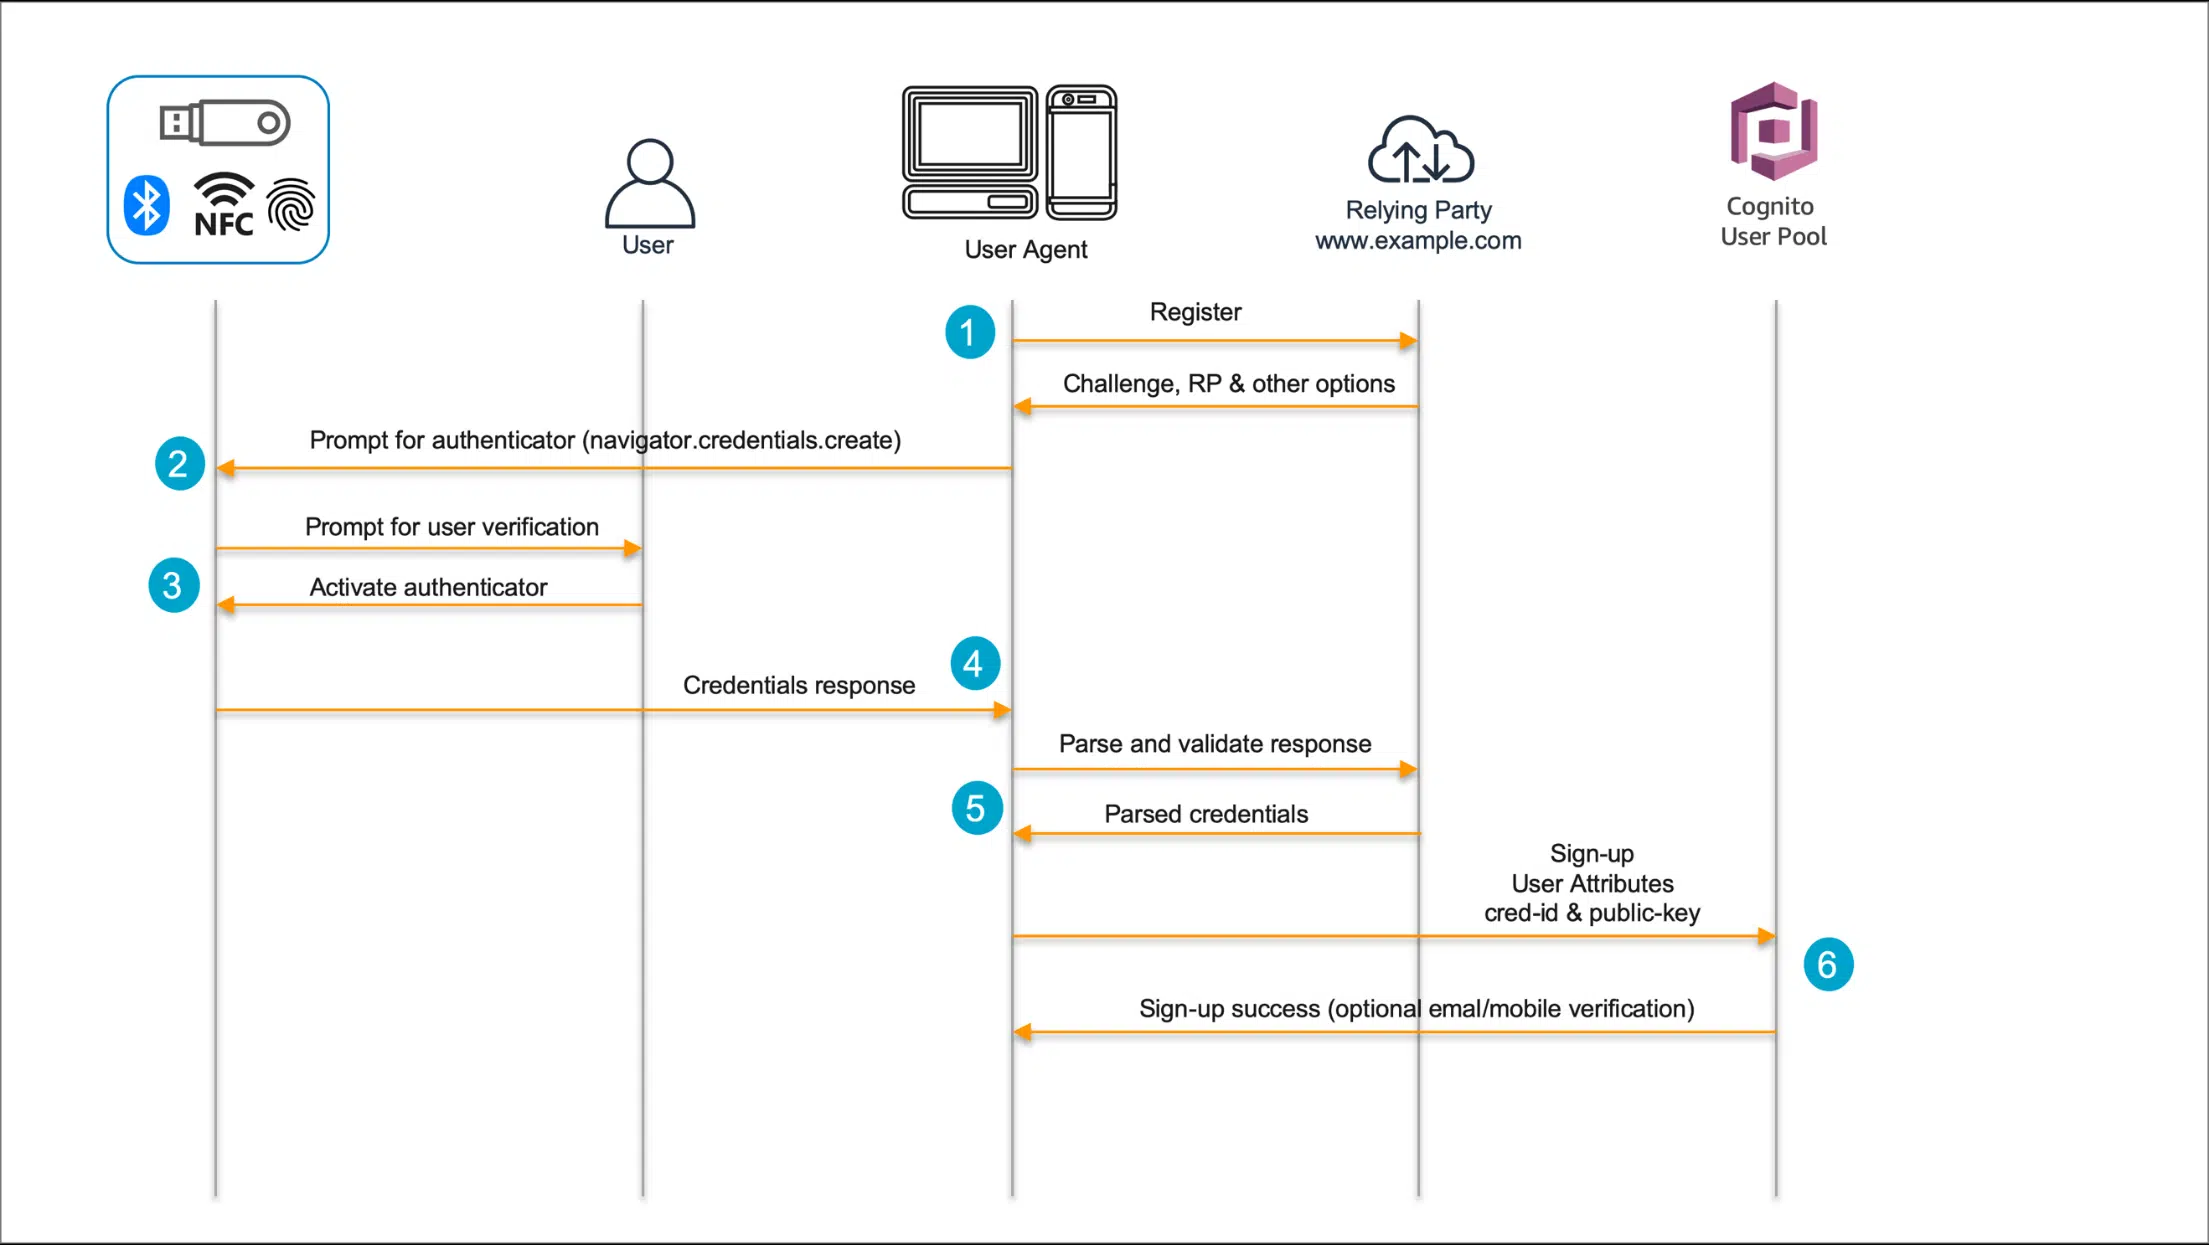 NFC
User
User Agent
Relying Party
www.example.com
Cognito
User Pool
1
Register
Challenge, RP & other options
2
Prompt for authenticator (navigator.credentials.create)
Prompt for user verification
3
Activate authenticator
4
Credentials response
Parse and validate response
5
Parsed credentials
Sign-up
User Attributes
cred-id & public-key
6
Sign-up success (optional emal/mobile verification)